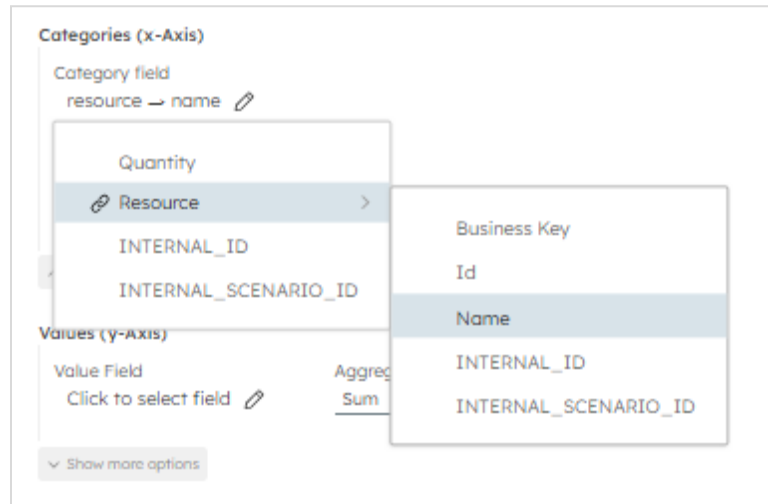 Categories (x-Axis)
Category field
resource → name
Quantity
Resource
INTERNAL_ID
INTERNAL_SCENARIO_ID
Business Key
Id
Name
INTERNAL_ID
INTERNAL_SCENARIO_ID
Values (y-Axis)
Value Field
Click to select field
Aggreg
Sum
Show more options